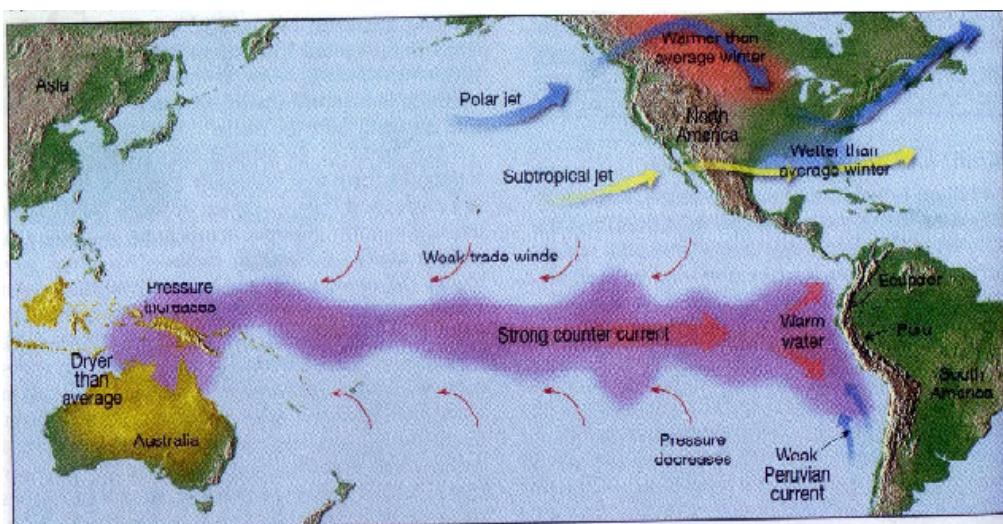 Warmer than
average winter
Asia
Polar jet
North
America
Wetter than
average winter
Subtropical jet
Weak trade winds
Pressure
increases
Ecuador
Strong counter current
Warm
water
Peru
Dryer than
average
South
America
Australia
Pressure
decreases
Weak
Peruvian
current